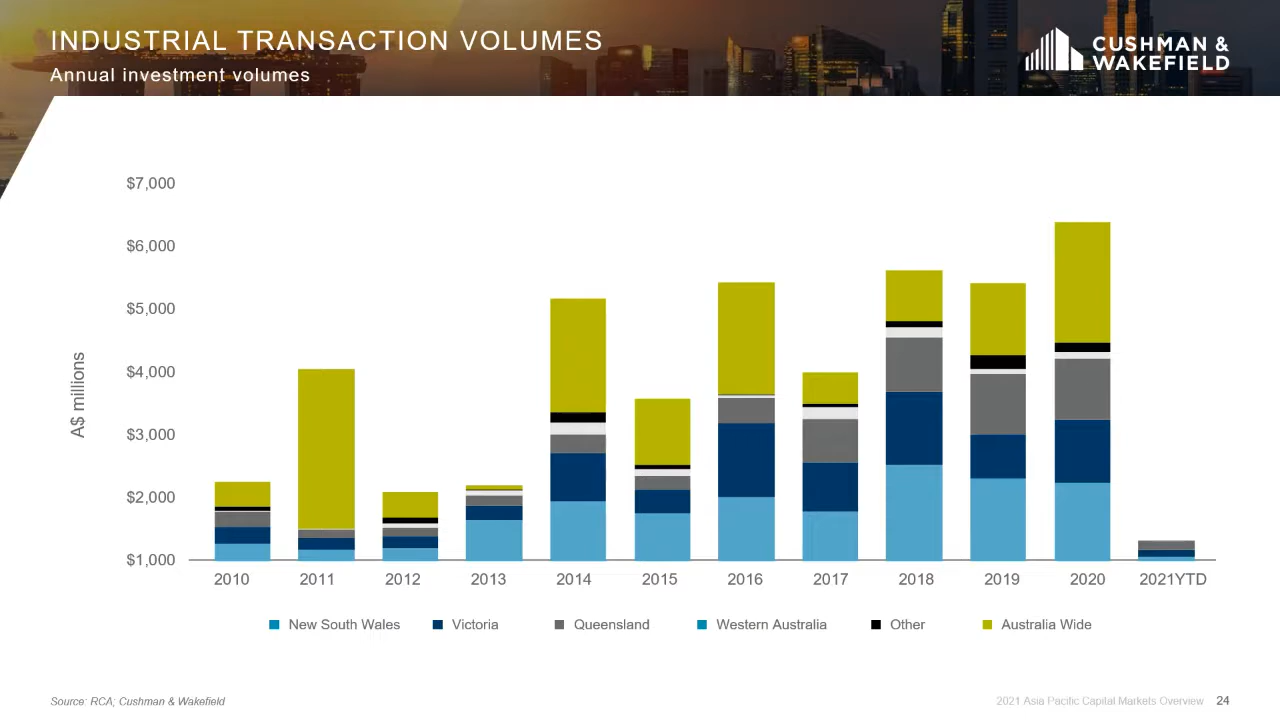 INDUSTRIAL TRANSACTION VOLUMES
Annual investment volumes
CUSHMAN &
WAKEFIELD
$7,000
$6,000
$5,000
$4,000
$3,000
$2,000
$1,000
A$ millions
2010 2011 2012 2013 2014 2015 2016 2017 2018 2019 2020 2021YTD
New South Wales Victoria Queensland Western Australia Other Australia Wide
Source: RCA; Cushman & Wakefield
2021 Asia Pacific Capital Markets Overview 24